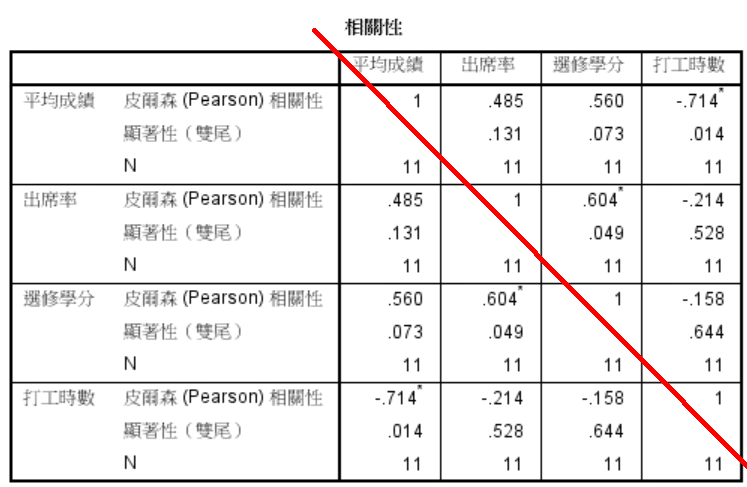 相關性
平均成績 出席率 選修學分 打工時數
平均成績 皮爾森 (Pearson) 相關性 1 .485 .560 -.714*
顯著性（雙尾） .131 .073 .014
N 11 11 11 11
出席率 皮爾森 (Pearson) 相關性 .485 1 .604* -.214
顯著性（雙尾） .131 .049 .528
N 11 11 11 11
選修學分 皮爾森 (Pearson) 相關性 .560 .604* 1 -.158
顯著性（雙尾） .073 .049 .644
N 11 11 11 11
打工時數 皮爾森 (Pearson) 相關性 -.714* -.214 -.158 1
顯著性（雙尾） .014 .528 .644
N 11 11 11 11